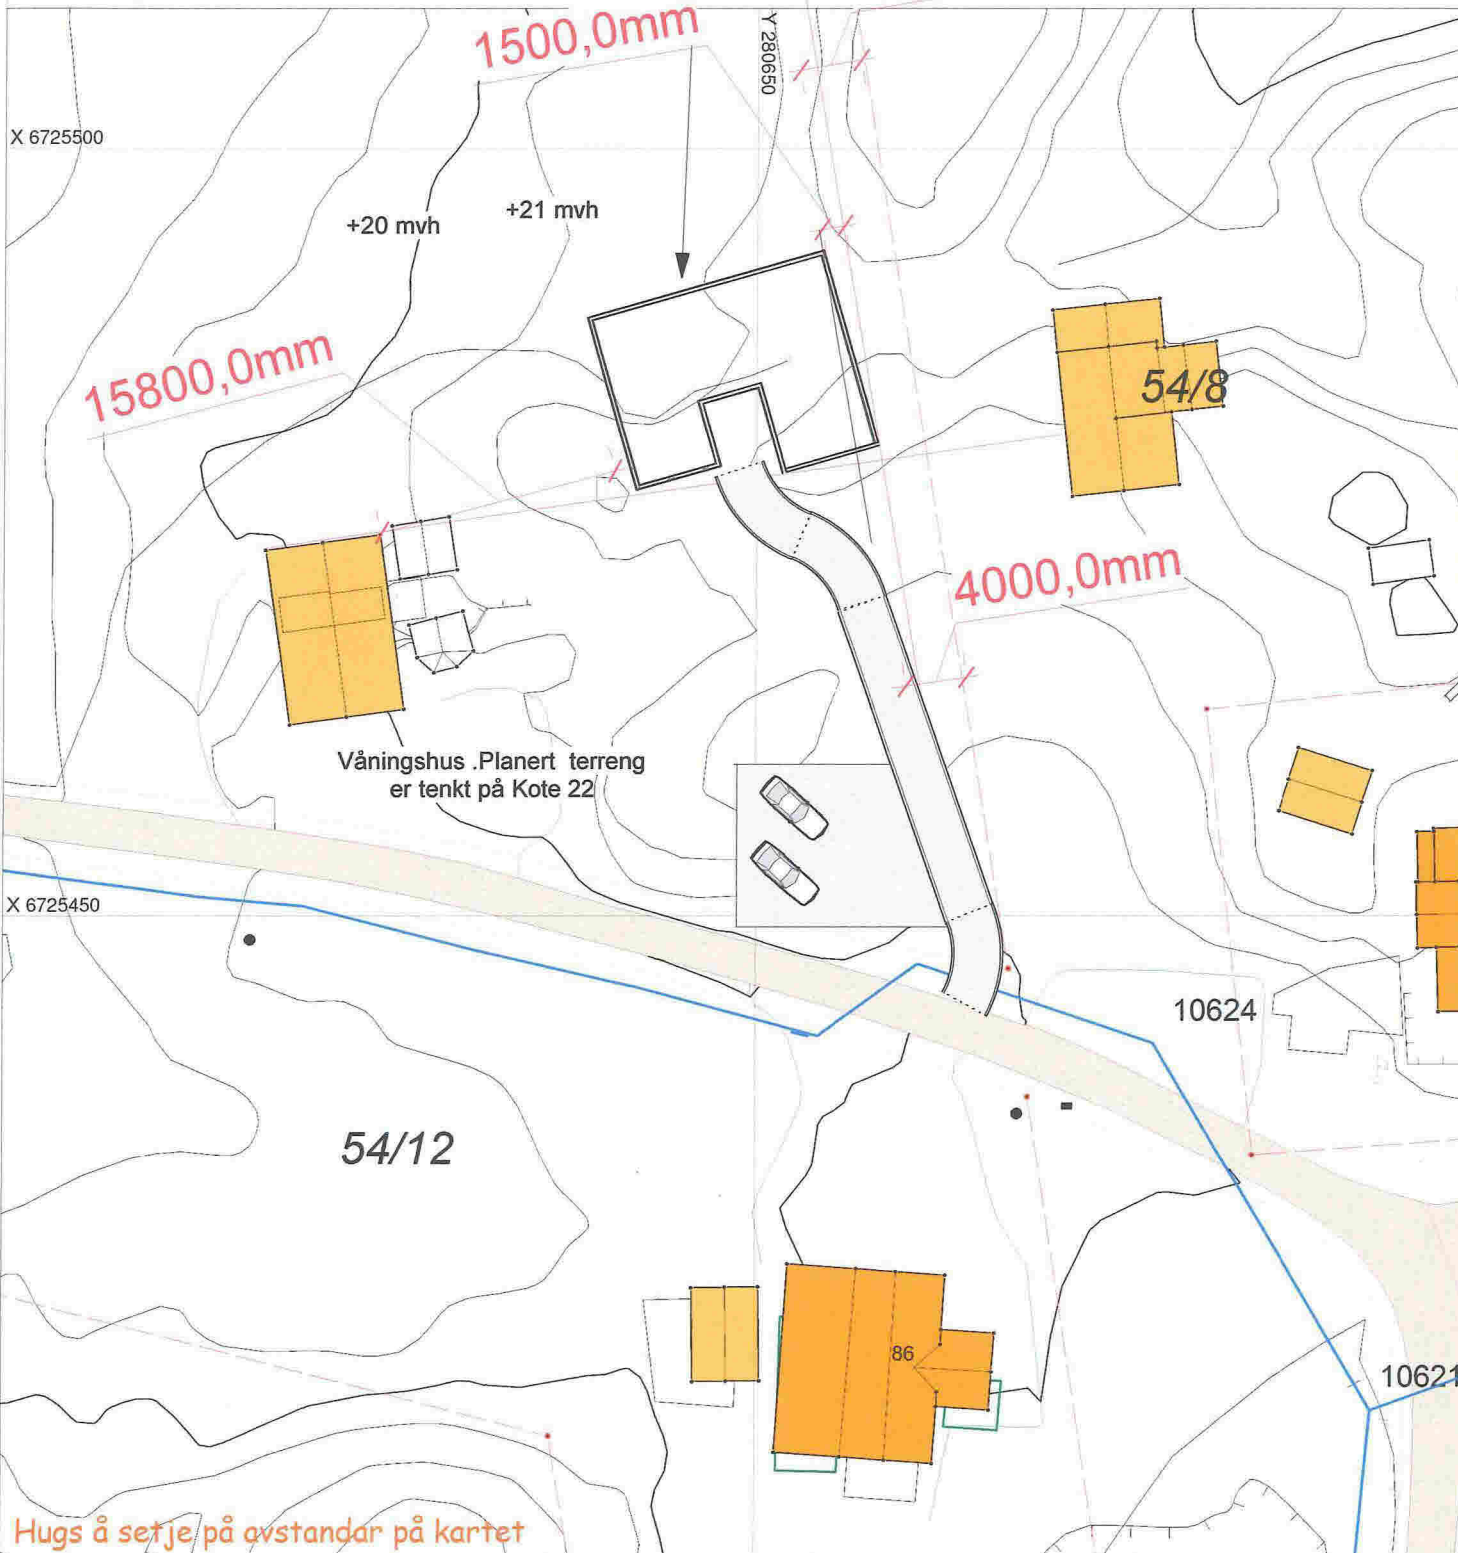 1500,0mm
Y 280650
X 6725500
+20 mvh
+21 mvh
15800,0mm
54/8
4000,0mm
Våningshus .Planert terreng
er tenkt på Kote 22
X 6725450
10624
54/12
86
10621
Hugs å setje på avstandar på kartet